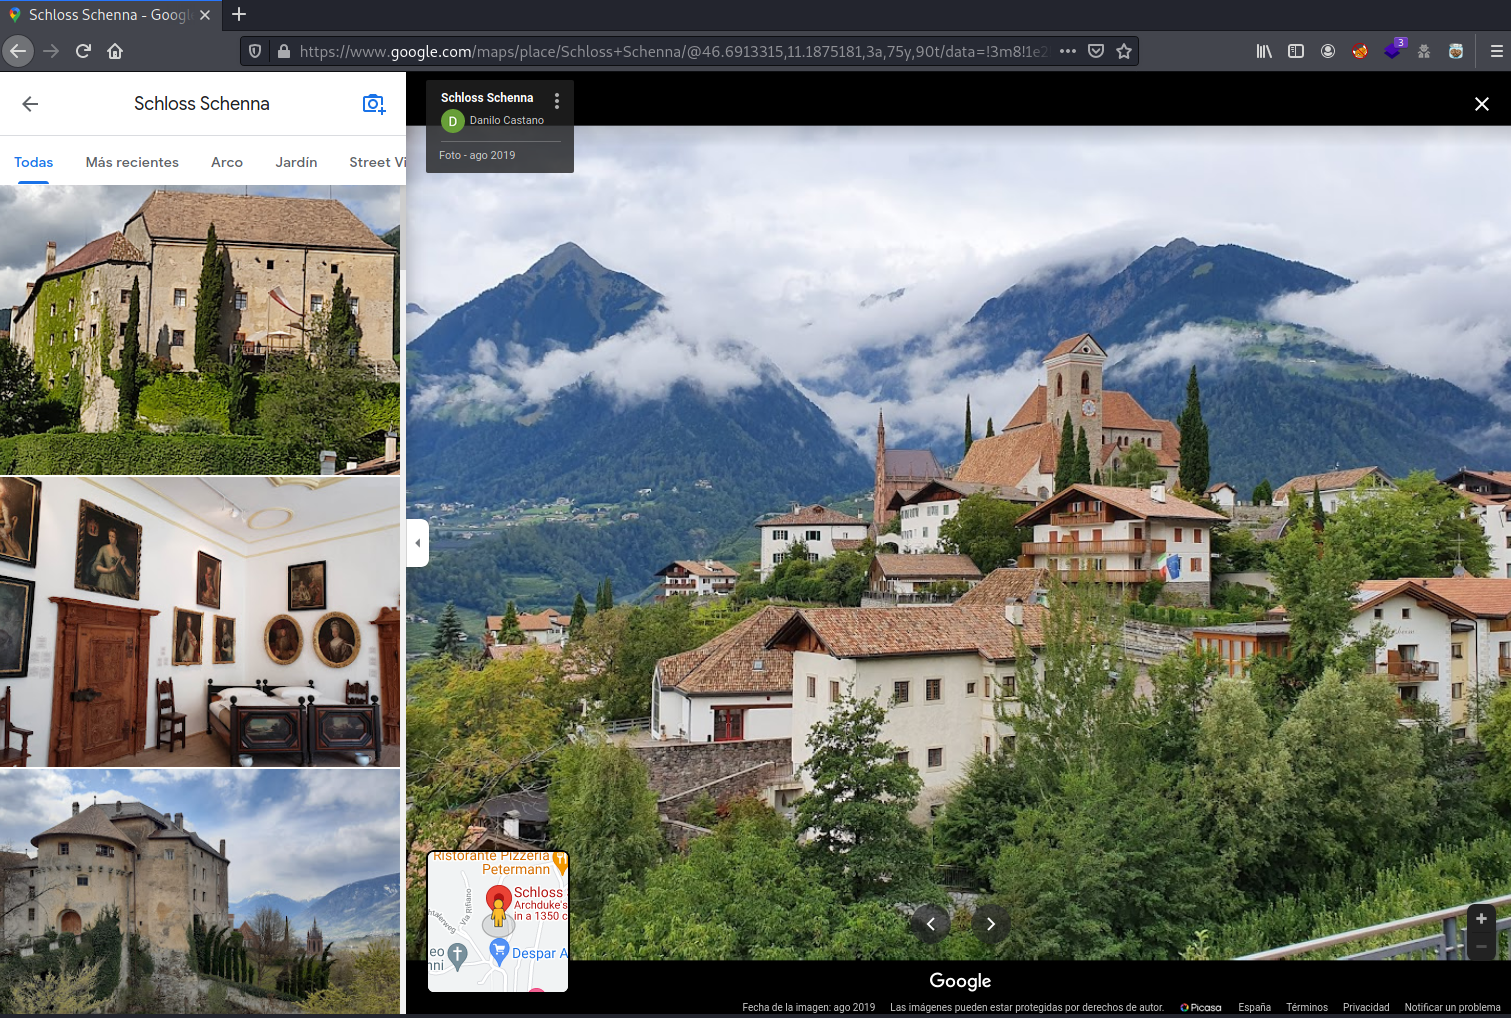 Schloss Schenna - Googl
https://www.google.com/maps/place/Schloss+Schenna/@46.6913315,11.1875181,3a,75y,90t/data=!3m8!1e2
3
Schloss Schenna
Todas Más recientes Arco Jardín Street Vi
Schloss Schenna
D Danilo Castano
Foto - ago 2019
Ristorante Pizzeria
Petermann
Schloss
Archduke's
in a 1350 c
Via Rifiano
ntalerweg
Despar A
eo
nni
Google
Fecha de la imagen: ago 2019 Las imágenes pueden estar protegidas por derechos de autor. Picasa España Términos Privacidad Notificar un problema